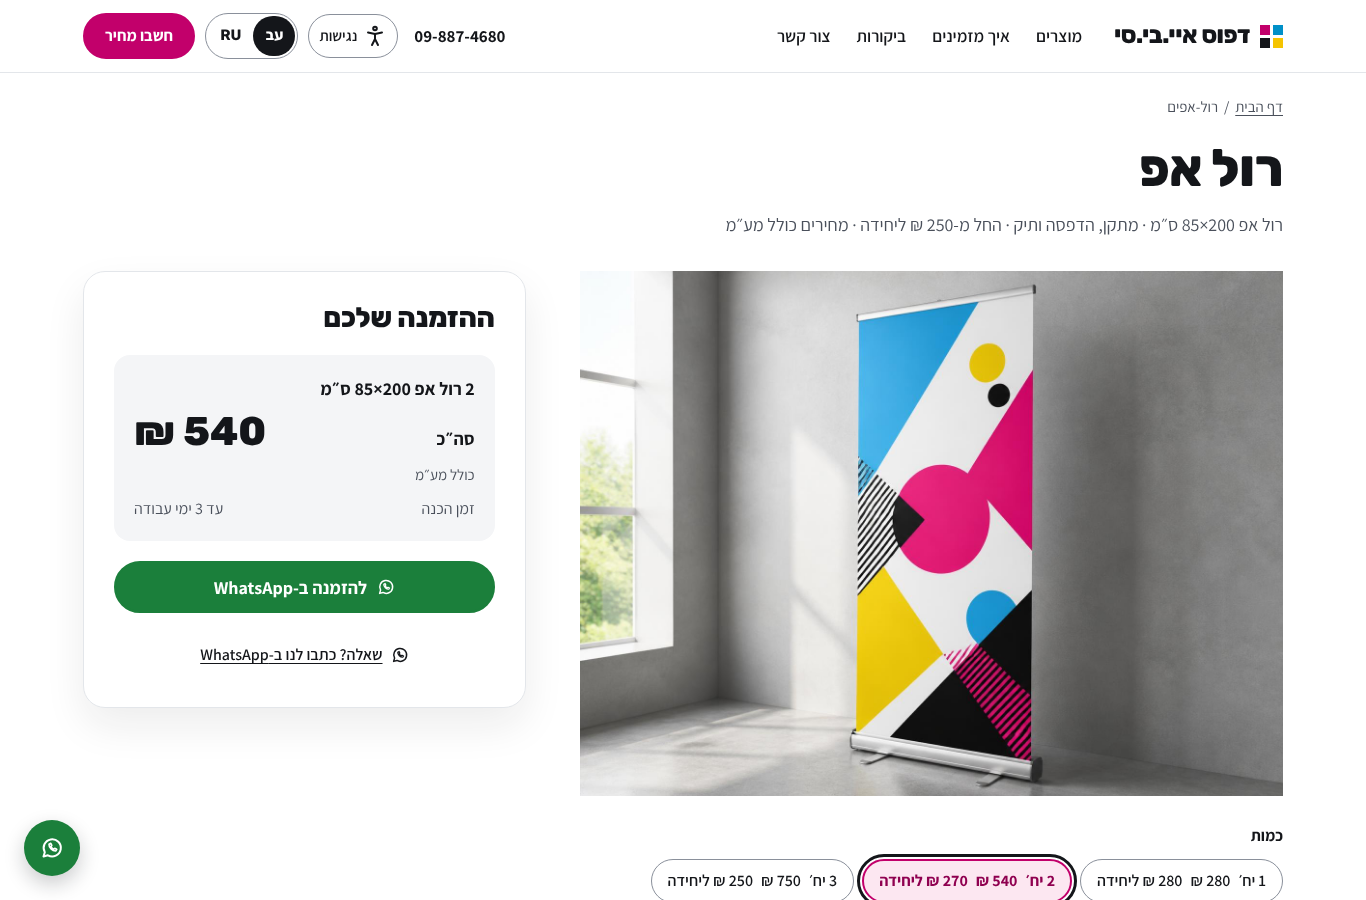 דפוס איי.בי.סי
מוצרים
איך מזמינים
ביקורות
צור קשר
09-887-4680
נגישות
עב
RU
חשבו מחיר
דף הבית / רול-אפים
רול אפ
רול אפ 200×85 ס״מ · מתקן, הדפסה ותיק · החל מ-250 ₪ ליחידה · מחירים כולל מע״מ
ההזמנה שלכם
2 רול אפ 200×85 ס״מ
סה״כ 540 ₪
כולל מע״מ
זמן הכנה עד 3 ימי עבודה
להזמנה ב-WhatsApp
שאלה? כתבו לנו ב-WhatsApp
כמות
1 יח׳ 280 ₪ 280 ₪ ליחידה
2 יח׳ 540 ₪ 270 ₪ ליחידה
3 יח׳ 750 ₪ 250 ₪ ליחידה